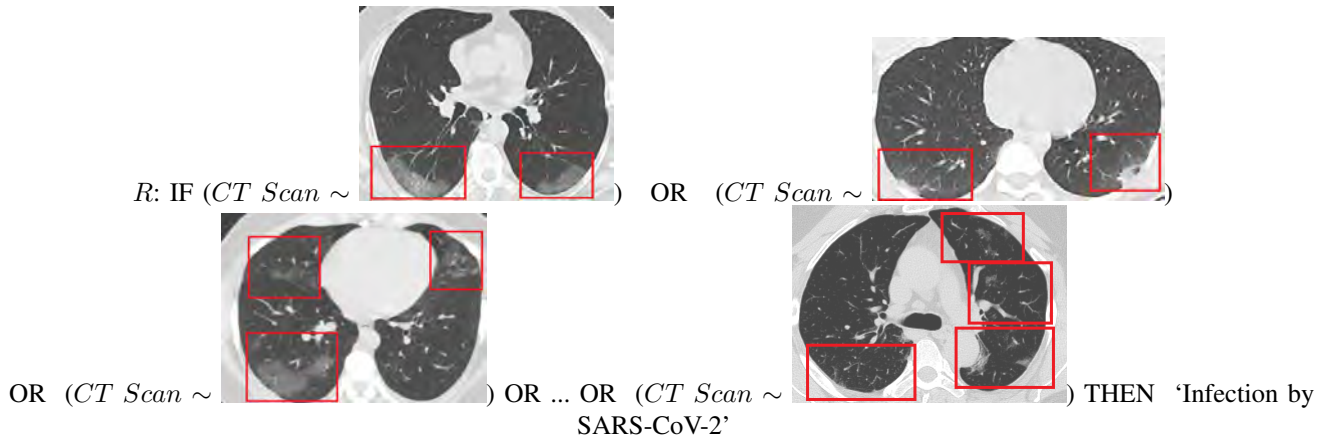 R: IF (CT Scan ∼ ) OR (CT Scan ∼ )
OR (CT Scan ∼ ) OR ... OR (CT Scan ∼ ) THEN ‘Infection by
SARS-CoV-2’